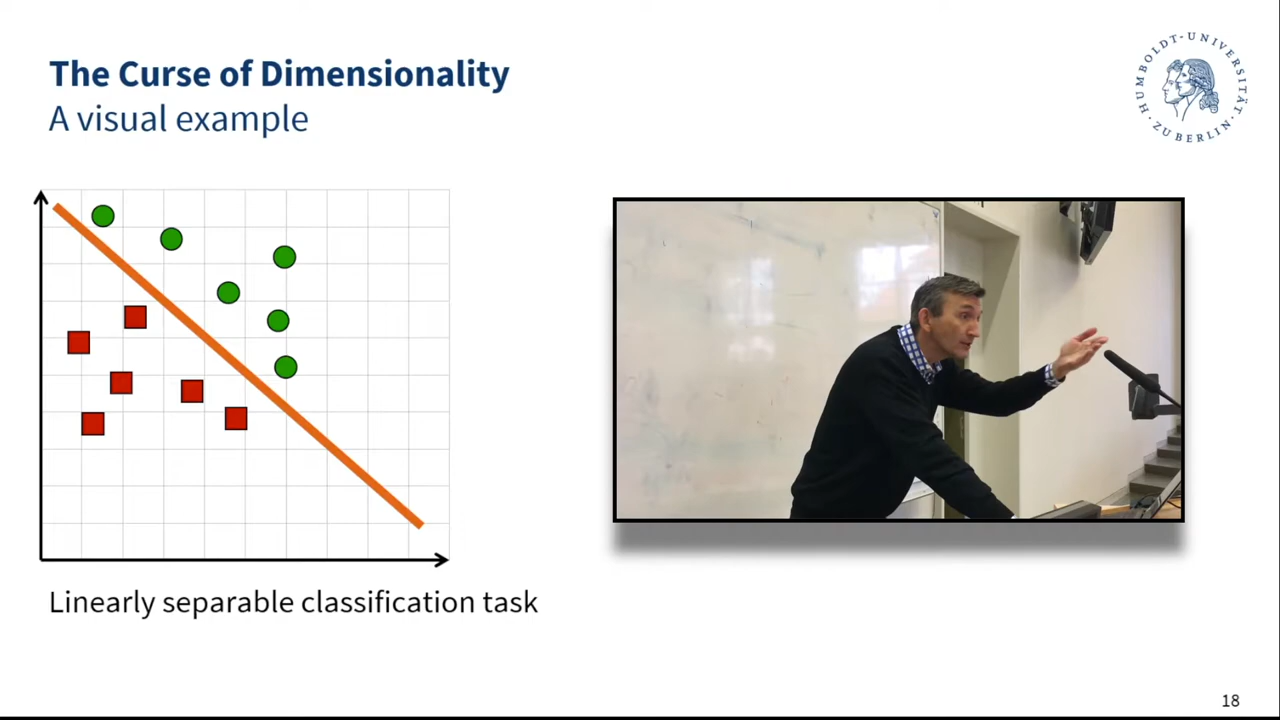 The Curse of Dimensionality
A visual example
HUMBOLDT-UNIVERSITÄT
· ZU BERLIN ·
Linearly separable classification task
18